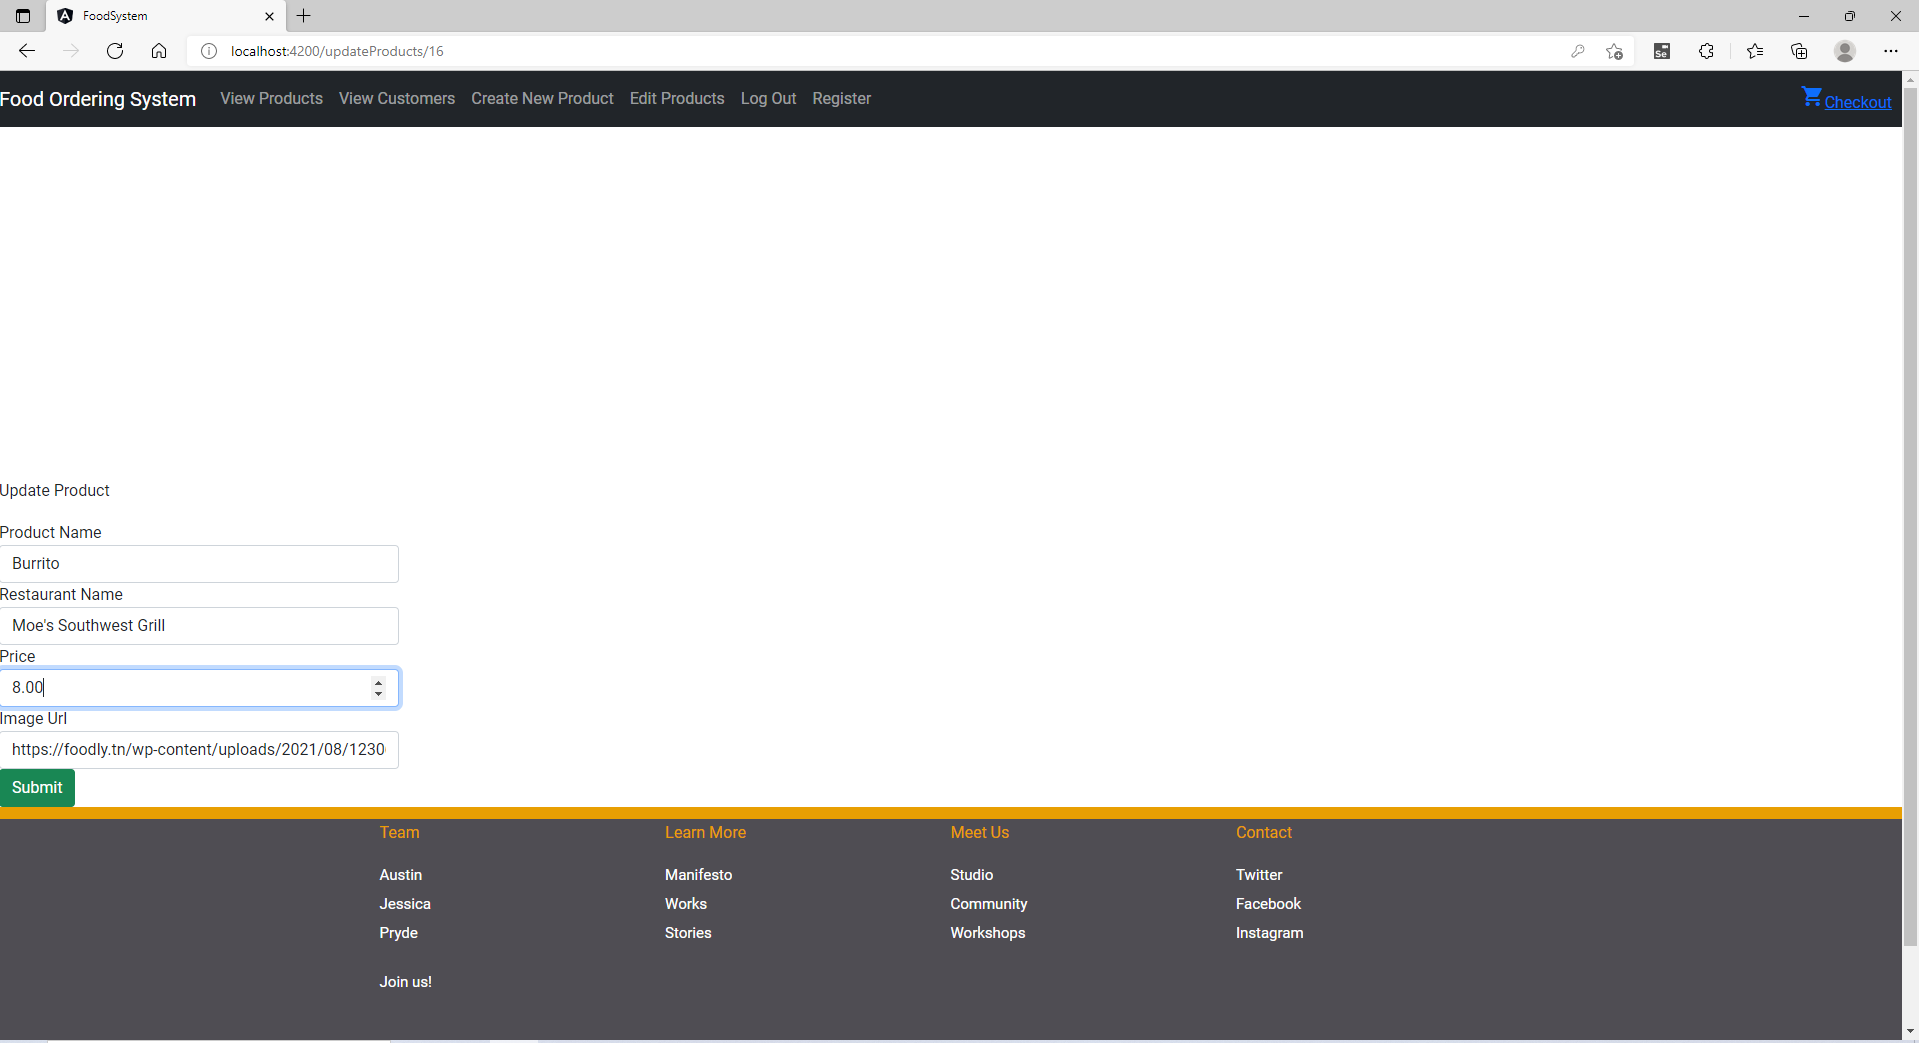 FoodSystem
localhost:4200/updateProducts/16
Se
Food Ordering System View Products View Customers Create New Product Edit Products Log Out Register Checkout
Update Product
Product Name
Burrito
Restaurant Name
Moe's Southwest Grill
Price
8.00
Image Url
https://foodly.tn/wp-content/uploads/2021/08/1230
Submit
Team Learn More Meet Us Contact
Austin Manifesto Studio Twitter
Jessica Works Community Facebook
Pryde Stories Workshops Instagram
Join us!